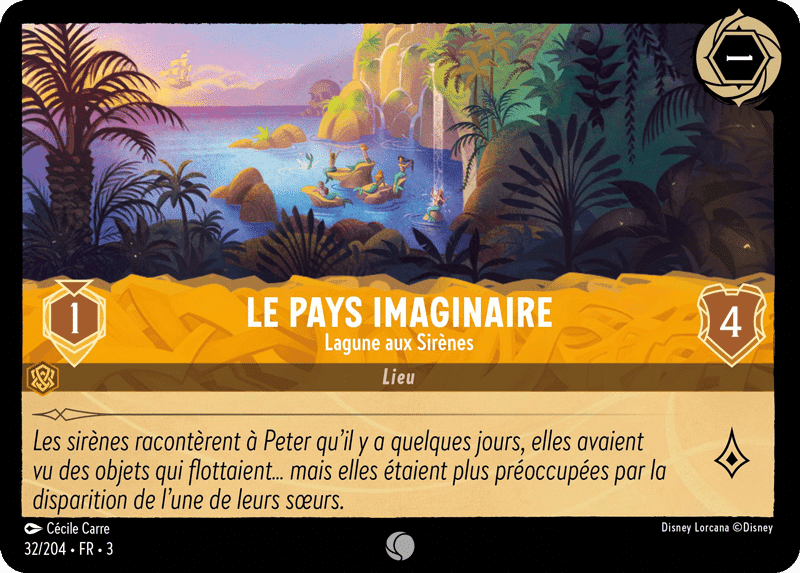 1
LE PAYS IMAGINAIRE
Lagune aux Sirènes
1
4
Lieu
Les sirènes racontèrent à Peter qu'il y a quelques jours, elles avaient
vu des objets qui flottaient... mais elles étaient plus préoccupées par la
disparition de l'une de leurs sœurs.
Cécile Carre
Disney Lorcana ©Disney
32/204 • FR • 3